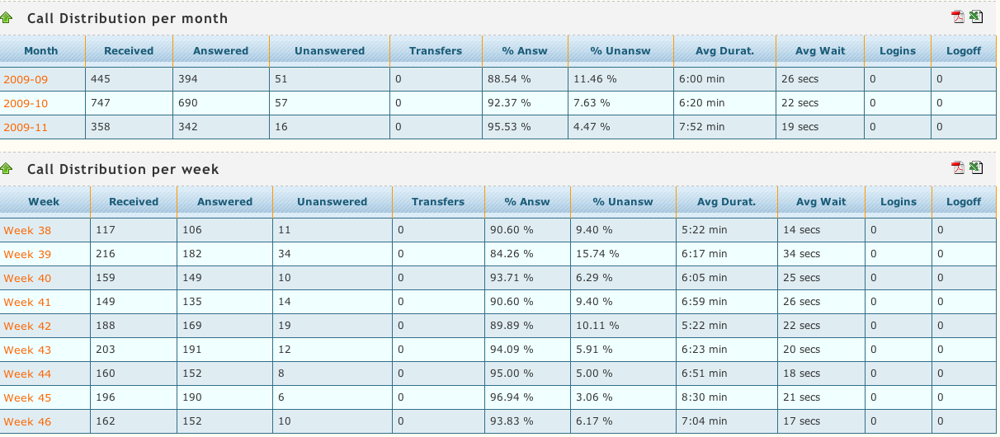 Call Distribution per month
Month Received Answered Unanswered Transfers % Answ % Unansw Avg Durat. Avg Wait Logins Logoff
2009-09 445 394 51 0 88.54 % 11.46 % 6:00 min 26 secs 0 0
2009-10 747 690 57 0 92.37 % 7.63 % 6:20 min 22 secs 0 0
2009-11 358 342 16 0 95.53 % 4.47 % 7:52 min 19 secs 0 0
Call Distribution per week
Week Received Answered Unanswered Transfers % Answ % Unansw Avg Durat. Avg Wait Logins Logoff
Week 38 117 106 11 0 90.60 % 9.40 % 5:22 min 14 secs 0 0
Week 39 216 182 34 0 84.26 % 15.74 % 6:17 min 34 secs 0 0
Week 40 159 149 10 0 93.71 % 6.29 % 6:05 min 25 secs 0 0
Week 41 149 135 14 0 90.60 % 9.40 % 6:59 min 26 secs 0 0
Week 42 188 169 19 0 89.89 % 10.11 % 5:22 min 22 secs 0 0
Week 43 203 191 12 0 94.09 % 5.91 % 6:23 min 20 secs 0 0
Week 44 160 152 8 0 95.00 % 5.00 % 6:51 min 18 secs 0 0
Week 45 196 190 6 0 96.94 % 3.06 % 8:30 min 21 secs 0 0
Week 46 162 152 10 0 93.83 % 6.17 % 7:04 min 17 secs 0 0